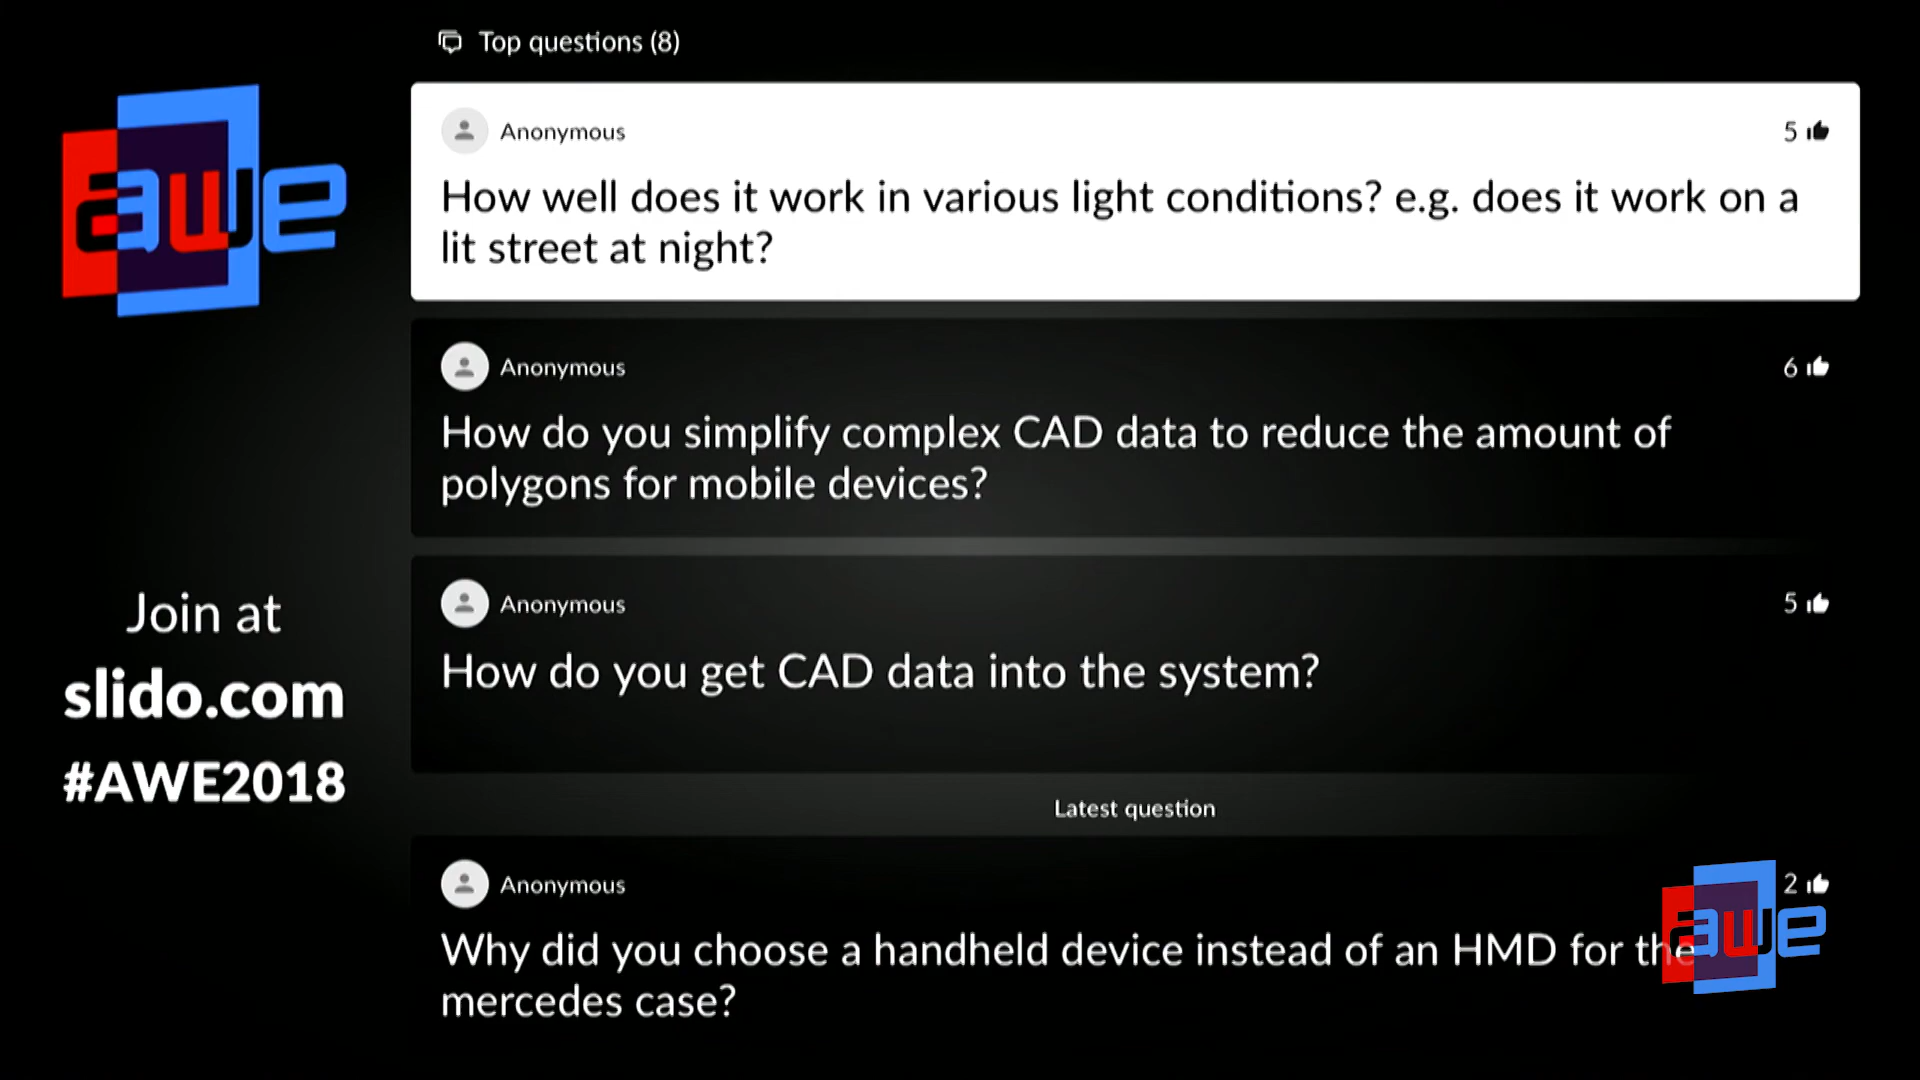 Top questions (8)
awe
Anonymous
5
How well does it work in various light conditions? e.g. does it work on a
lit street at night?
Anonymous
6
How do you simplify complex CAD data to reduce the amount of
polygons for mobile devices?
Join at
slido.com
#AWE2018
Anonymous
5
How do you get CAD data into the system?
Latest question
Anonymous
2
Why did you choose a handheld device instead of an HMD for the
mercedes case?
awe